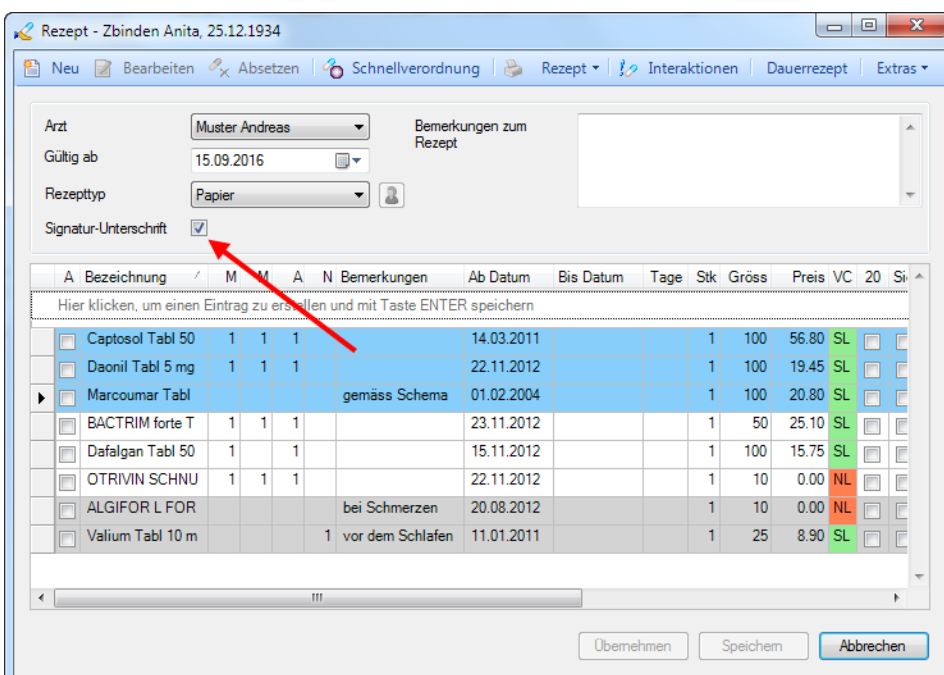 Rezept - Zbinden Anita, 25.12.1934
Neu Bearbeiten Absetzen Schnellverordnung Rezept Interaktionen Dauerrezept Extras
Arzt Muster Andreas Bemerkungen zum Rezept
Gültig ab 15.09.2016
Rezepttyp Papier
Signatur-Unterschrift
A Bezeichnung M M A N Bemerkungen Ab Datum Bis Datum Tage Stk Gröss Preis VC 20 Si
Hier klicken, um einen Eintrag zu erstellen und mit Taste ENTER speichern
Captosol Tabl 50 1 1 1 14.03.2011 1 100 56.80 SL
Daonil Tabl 5 mg 1 1 1 22.11.2012 1 100 19.45 SL
Marcoumar Tabl gemäss Schema 01.02.2004 1 100 20.80 SL
BACTRIM forte T 1 1 1 23.11.2012 1 50 25.10 SL
Dafalgan Tabl 50 1 1 15.11.2012 1 100 15.75 SL
OTRIVIN SCHNU 1 1 1 22.11.2012 1 10 0.00 NL
ALGIFOR L FOR bei Schmerzen 20.08.2012 1 10 0.00 NL
Valium Tabl 10 m 1 vor dem Schlafen 11.01.2011 1 25 8.90 SL
Übernehmen Speichern Abbrechen